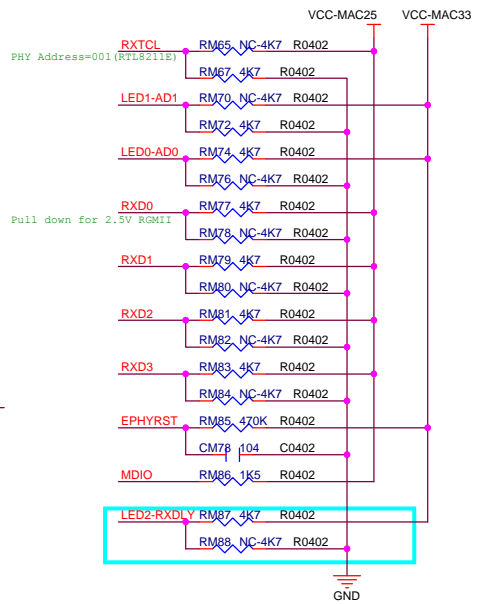 VCC-MAC25 VCC-MAC33
RXTCL RM65 NC-4K7 R0402
PHY Address=001(RTL8211E)
RM67 4K7 R0402
LED1-AD1 RM70 NC-4K7 R0402
RM72 4K7 R0402
LED0-AD0 RM74 4K7 R0402
RM76 NC-4K7 R0402
RXD0 RM77 4K7 R0402
Pull down for 2.5V RGMII
RM78 NC-4K7 R0402
RXD1 RM79 4K7 R0402
RM80 NC-4K7 R0402
RXD2 RM81 4K7 R0402
RM82 NC-4K7 R0402
RXD3 RM83 4K7 R0402
RM84 NC-4K7 R0402
EPHYRST RM85 470K R0402
CM78 104 C0402
MDIO RM86 1K5 R0402
LED2-RXDLY RM87 4K7 R0402
RM88 NC-4K7 R0402
GND